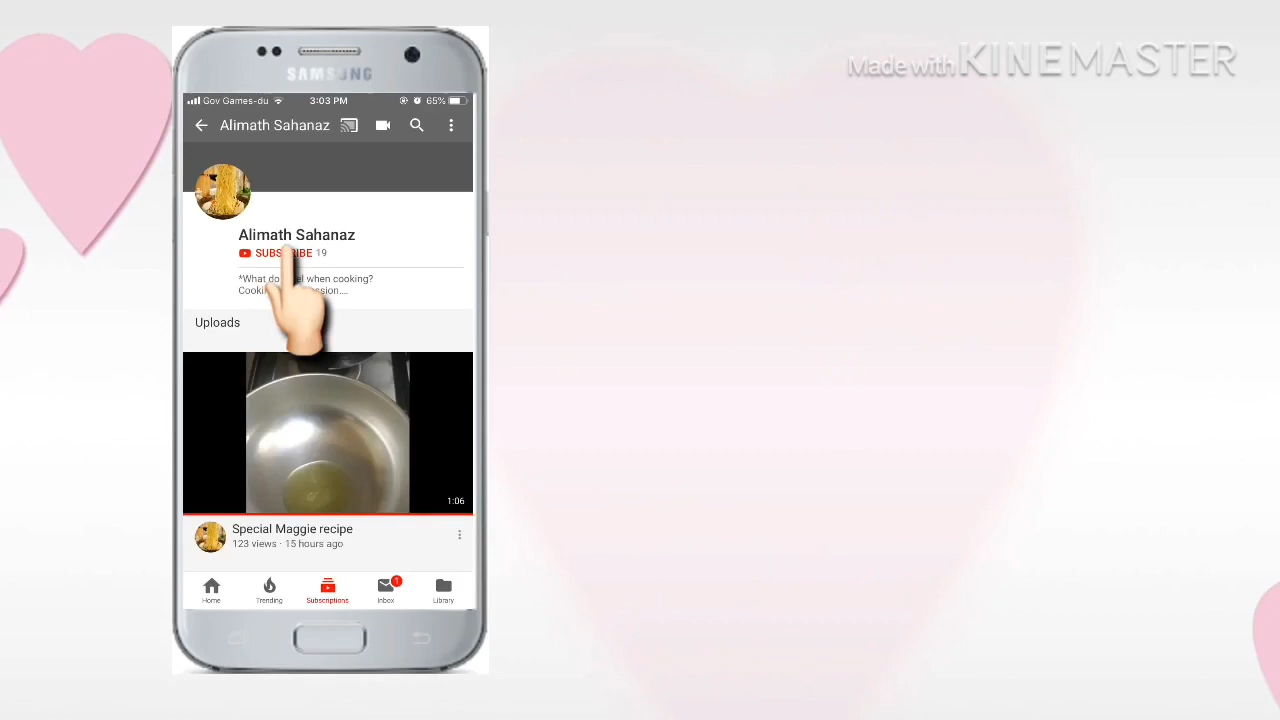 Made with KINEMASTER
SAMSUNG
Gov Games-du 3:03 PM 65%
Alimath Sahanaz
Alimath Sahanaz
SUBSCRIBE 19
*What do when cooking?
Cooki
Uploads
1:06
Special Maggie recipe
123 views · 15 hours ago
1
Home Trending Subscriptions Inbox Library